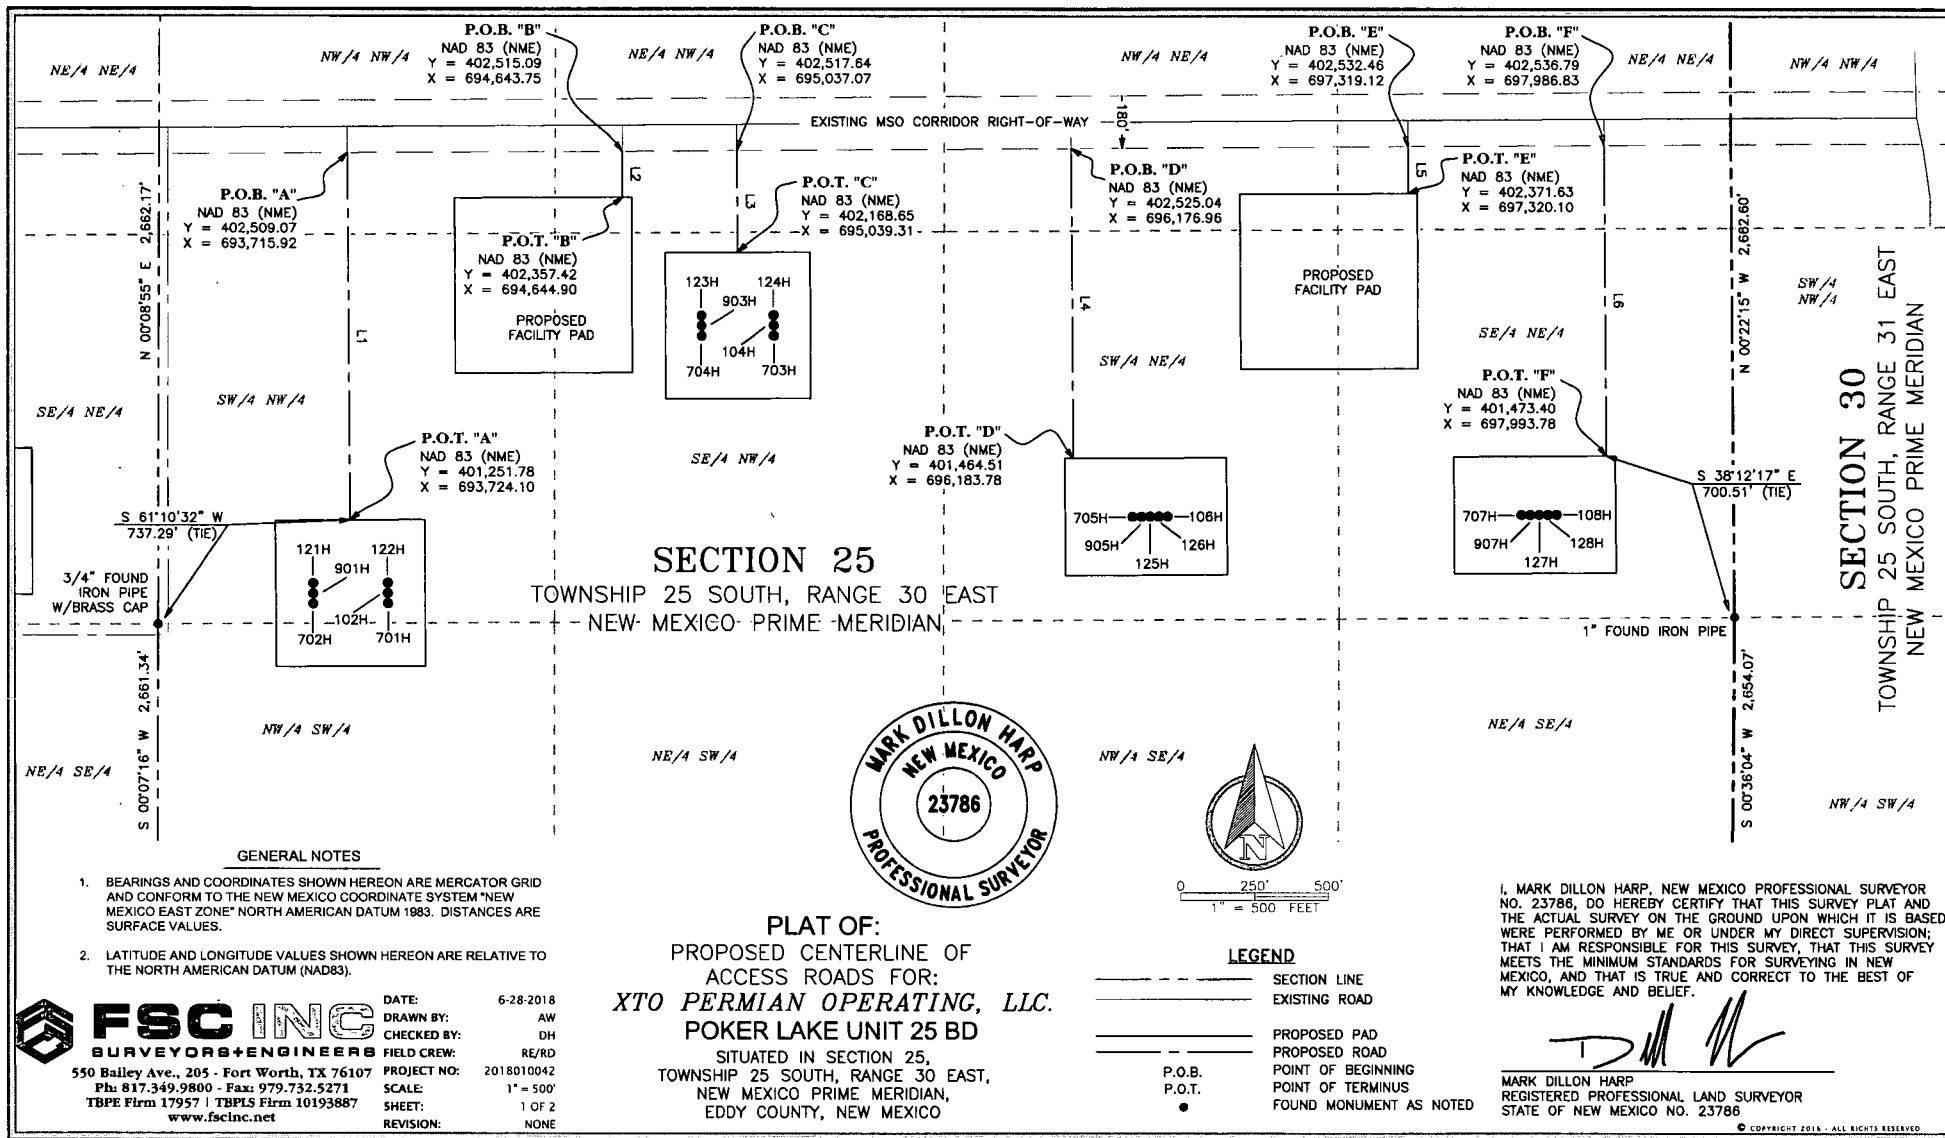 P.O.B. "B"
NAD 83 (NME)
Y = 402,515.09
X = 694,643.75
P.O.B. "C"
NAD 83 (NME)
Y = 402,517.64
X = 695,037.07
P.O.B. "E"
NAD 83 (NME)
Y = 402,532.46
X = 697,319.12
P.O.B. "F"
NAD 83 (NME)
Y = 402,536.79
X = 697,986.83
NE/4 NE/4
NW/4 NW/4
NE/4 NW/4
NW/4 NE/4
NE/4 NE/4
NW/4 NW/4
EXISTING MSO CORRIDOR RIGHT-OF-WAY
180'
P.O.B. "A"
NAD 83 (NME)
Y = 402,509.07
X = 693,715.92
L2
L3
P.O.T. "C"
NAD 83 (NME)
Y = 402,168.65
X = 695,039.31
P.O.B. "D"
NAD 83 (NME)
Y = 402,525.04
X = 696,176.96
L5
P.O.T. "E"
NAD 83 (NME)
Y = 402,371.63
X = 697,320.10
N 00°08'55" E 2,662.17'
P.O.T. "B"
NAD 83 (NME)
Y = 402,357.42
X = 694,644.90
PROPOSED
FACILITY PAD
123H
124H
903H
104H
704H
703H
PROPOSED
FACILITY PAD
N 00°22'15" W 2,682.60'
SW/4
NW/4
L1
L4
L6
SE/4 NE/4
SW/4 NE/4
SE/4 NE/4
SW/4 NW/4
SE/4 NW/4
P.O.T. "F"
NAD 83 (NME)
Y = 401,473.40
X = 697,993.78
P.O.T. "A"
NAD 83 (NME)
Y = 401,251.78
X = 693,724.10
P.O.T. "D"
NAD 83 (NME)
Y = 401,464.51
X = 696,183.78
S 38°12'17" E
700.51' (TIE)
S 61°10'32" W
737.29' (TIE)
3/4" FOUND
IRON PIPE
W/BRASS CAP
121H
122H
901H
102H
702H
701H
705H
106H
905H
126H
125H
707H
108H
907H
128H
127H
SECTION 25
TOWNSHIP 25 SOUTH, RANGE 30 EAST
NEW MEXICO PRIME MERIDIAN
1" FOUND IRON PIPE
SECTION 30
TOWNSHIP 25 SOUTH, RANGE 31 EAST
NEW MEXICO PRIME MERIDIAN
S 00°07'16" W 2,661.34'
S 00°36'04" W 2,654.07'
NE/4 SE/4
NW/4 SW/4
NE/4 SW/4
NW/4 SE/4
NE/4 SE/4
NW/4 SW/4
MARK DILLON HARP
NEW MEXICO
23786
PROFESSIONAL SURVEYOR
N
0 250' 500'
1" = 500 FEET
GENERAL NOTES
1. BEARINGS AND COORDINATES SHOWN HEREON ARE MERCATOR GRID
AND CONFORM TO THE NEW MEXICO COORDINATE SYSTEM "NEW
MEXICO EAST ZONE" NORTH AMERICAN DATUM 1983. DISTANCES ARE
SURFACE VALUES.
2. LATITUDE AND LONGITUDE VALUES SHOWN HEREON ARE RELATIVE TO
THE NORTH AMERICAN DATUM (NAD83).
FSC INC
SURVEYORS+ENGINEERS
550 Bailey Ave., 205 - Fort Worth, TX 76107
Ph: 817.349.9800 - Fax: 979.732.5271
TBPE Firm 17957 | TBPLS Firm 10193887
www.fscinc.net
DATE: 6-28-2018
DRAWN BY: AW
CHECKED BY: DH
FIELD CREW: RE/RD
PROJECT NO: 2018010042
SCALE: 1" = 500'
SHEET: 1 OF 2
REVISION: NONE
PLAT OF:
PROPOSED CENTERLINE OF
ACCESS ROADS FOR:
XTO PERMIAN OPERATING, LLC.
POKER LAKE UNIT 25 BD
SITUATED IN SECTION 25,
TOWNSHIP 25 SOUTH, RANGE 30 EAST,
NEW MEXICO PRIME MERIDIAN,
EDDY COUNTY, NEW MEXICO
LEGEND
SECTION LINE
EXISTING ROAD
PROPOSED PAD
PROPOSED ROAD
P.O.B. POINT OF BEGINNING
P.O.T. POINT OF TERMINUS
FOUND MONUMENT AS NOTED
I, MARK DILLON HARP, NEW MEXICO PROFESSIONAL SURVEYOR
NO. 23786, DO HEREBY CERTIFY THAT THIS SURVEY PLAT AND
THE ACTUAL SURVEY ON THE GROUND UPON WHICH IT IS BASED
WERE PERFORMED BY ME OR UNDER MY DIRECT SUPERVISION;
THAT I AM RESPONSIBLE FOR THIS SURVEY, THAT THIS SURVEY
MEETS THE MINIMUM STANDARDS FOR SURVEYING IN NEW
MEXICO, AND THAT IS TRUE AND CORRECT TO THE BEST OF
MY KNOWLEDGE AND BELIEF.
MARK DILLON HARP
REGISTERED PROFESSIONAL LAND SURVEYOR
STATE OF NEW MEXICO NO. 23786
© COPYRIGHT 2016 - ALL RIGHTS RESERVED